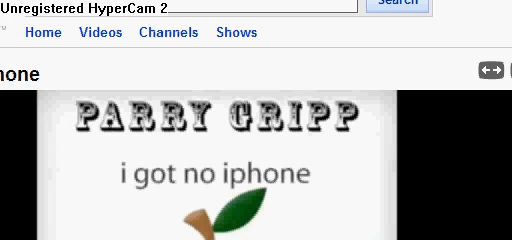 Unregistered HyperCam 2
Search
Home Videos Channels Shows
hone
PARRY GRIPP
i got no iphone